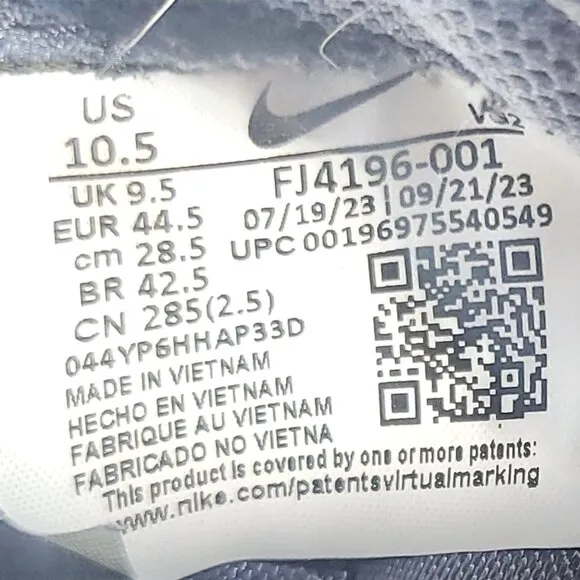 US
10.5
UK 9.5
EUR 44.5
cm 28.5
BR 42.5
CN 285(2.5)
FJ4196-001
07/19/23 | 09/21/23
UPC 00196975540549
044YP6HHAP33D
MADE IN VIETNAM
HECHO EN VIETNAM
FABRIQUE AU VIETNAM
FABRICADO NO VIETNA
This product is covered by one or more patents:
www.nike.com/patentsvirtualmarking